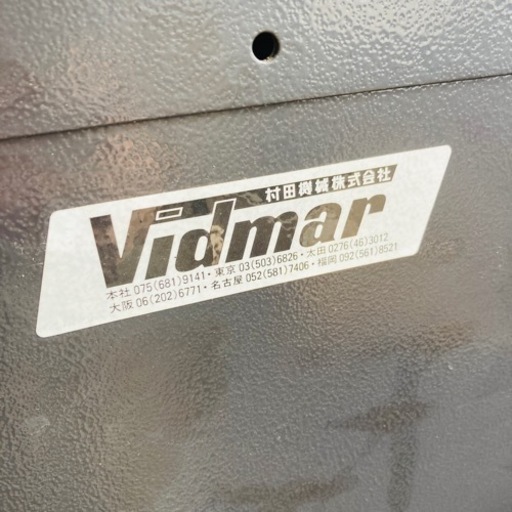 村田機械株式会社
Vidmar
本社 075(681)9141・東京 03(503)6826・太田 0276(46)3012
大阪 06(202)6771・名古屋 052(581)7406・福岡 092(561)8521